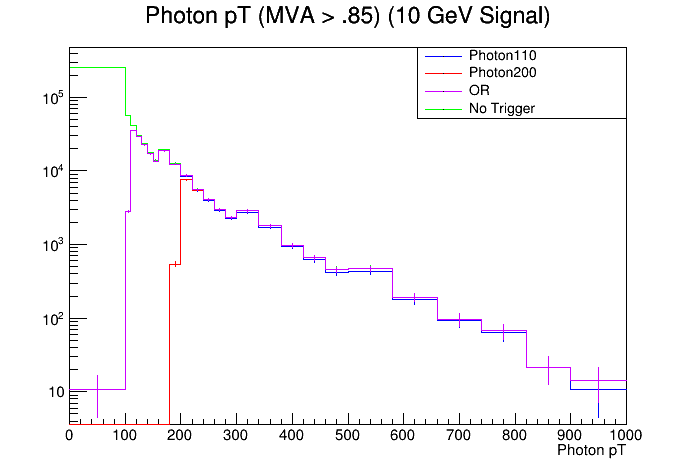 Photon pT (MVA > .85) (10 GeV Signal)
Photon110
Photon200
OR
No Trigger
10^5
10^4
10^3
10^2
10
0 100 200 300 400 500 600 700 800 900 1000
Photon pT